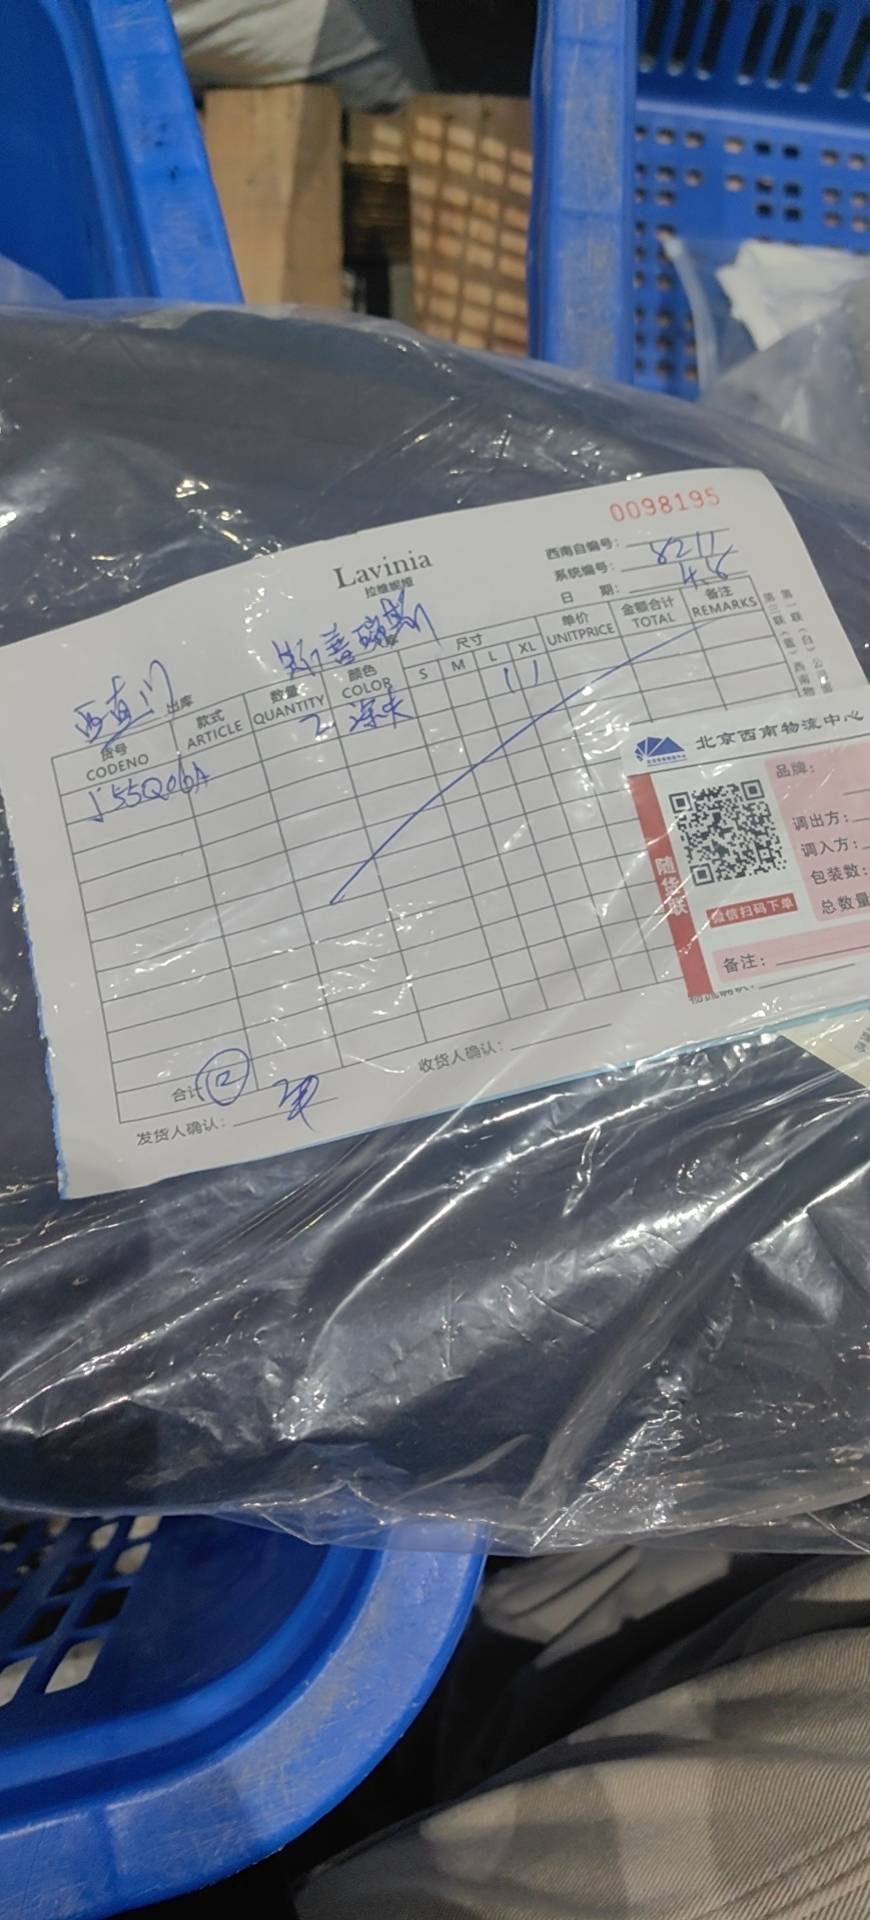 0098195
Lavinia
拉维妮娅
西南自编号：
系统编号： 8211
日 期： 4.6
西直门 出库 斯普瑞斯
货号 款式 数量 颜色 尺寸 单价 金额合计 备注
CODENO ARTICLE QUANTITY COLOR S M L XL UNITPRICE TOTAL REMARKS
J55Q06A 2 深灰 1 1
合计 2
发货人确认：
收货人确认：
北京西南物流中心
随货联
微信扫码下单
品牌：
调出方：
调入方：
包装数：
总数量
备注：